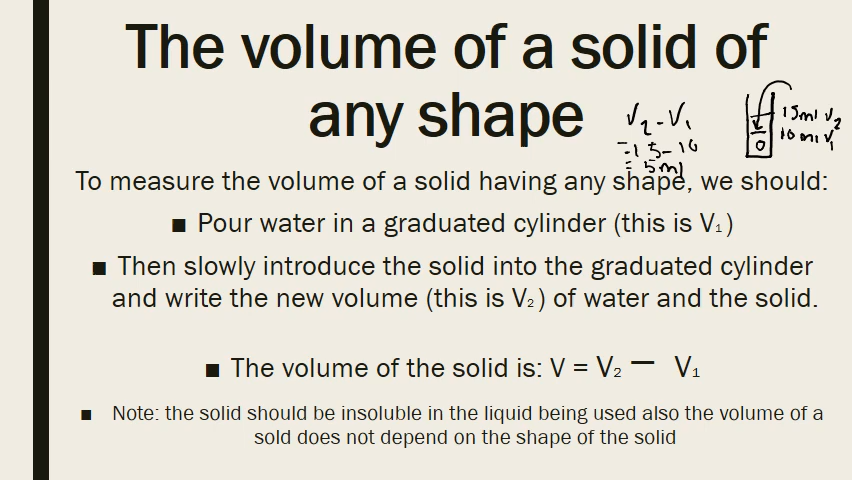 The volume of a solid of
any shape
V₂ - V₁
= 15 - 10
= 5ml
15ml V₂
10ml V₁
To measure the volume of a solid having any shape, we should:
■ Pour water in a graduated cylinder (this is V₁)
■ Then slowly introduce the solid into the graduated cylinder
and write the new volume (this is V₂) of water and the solid.
■ The volume of the solid is: V = V₂ − V₁
■ Note: the solid should be insoluble in the liquid being used also the volume of a
sold does not depend on the shape of the solid